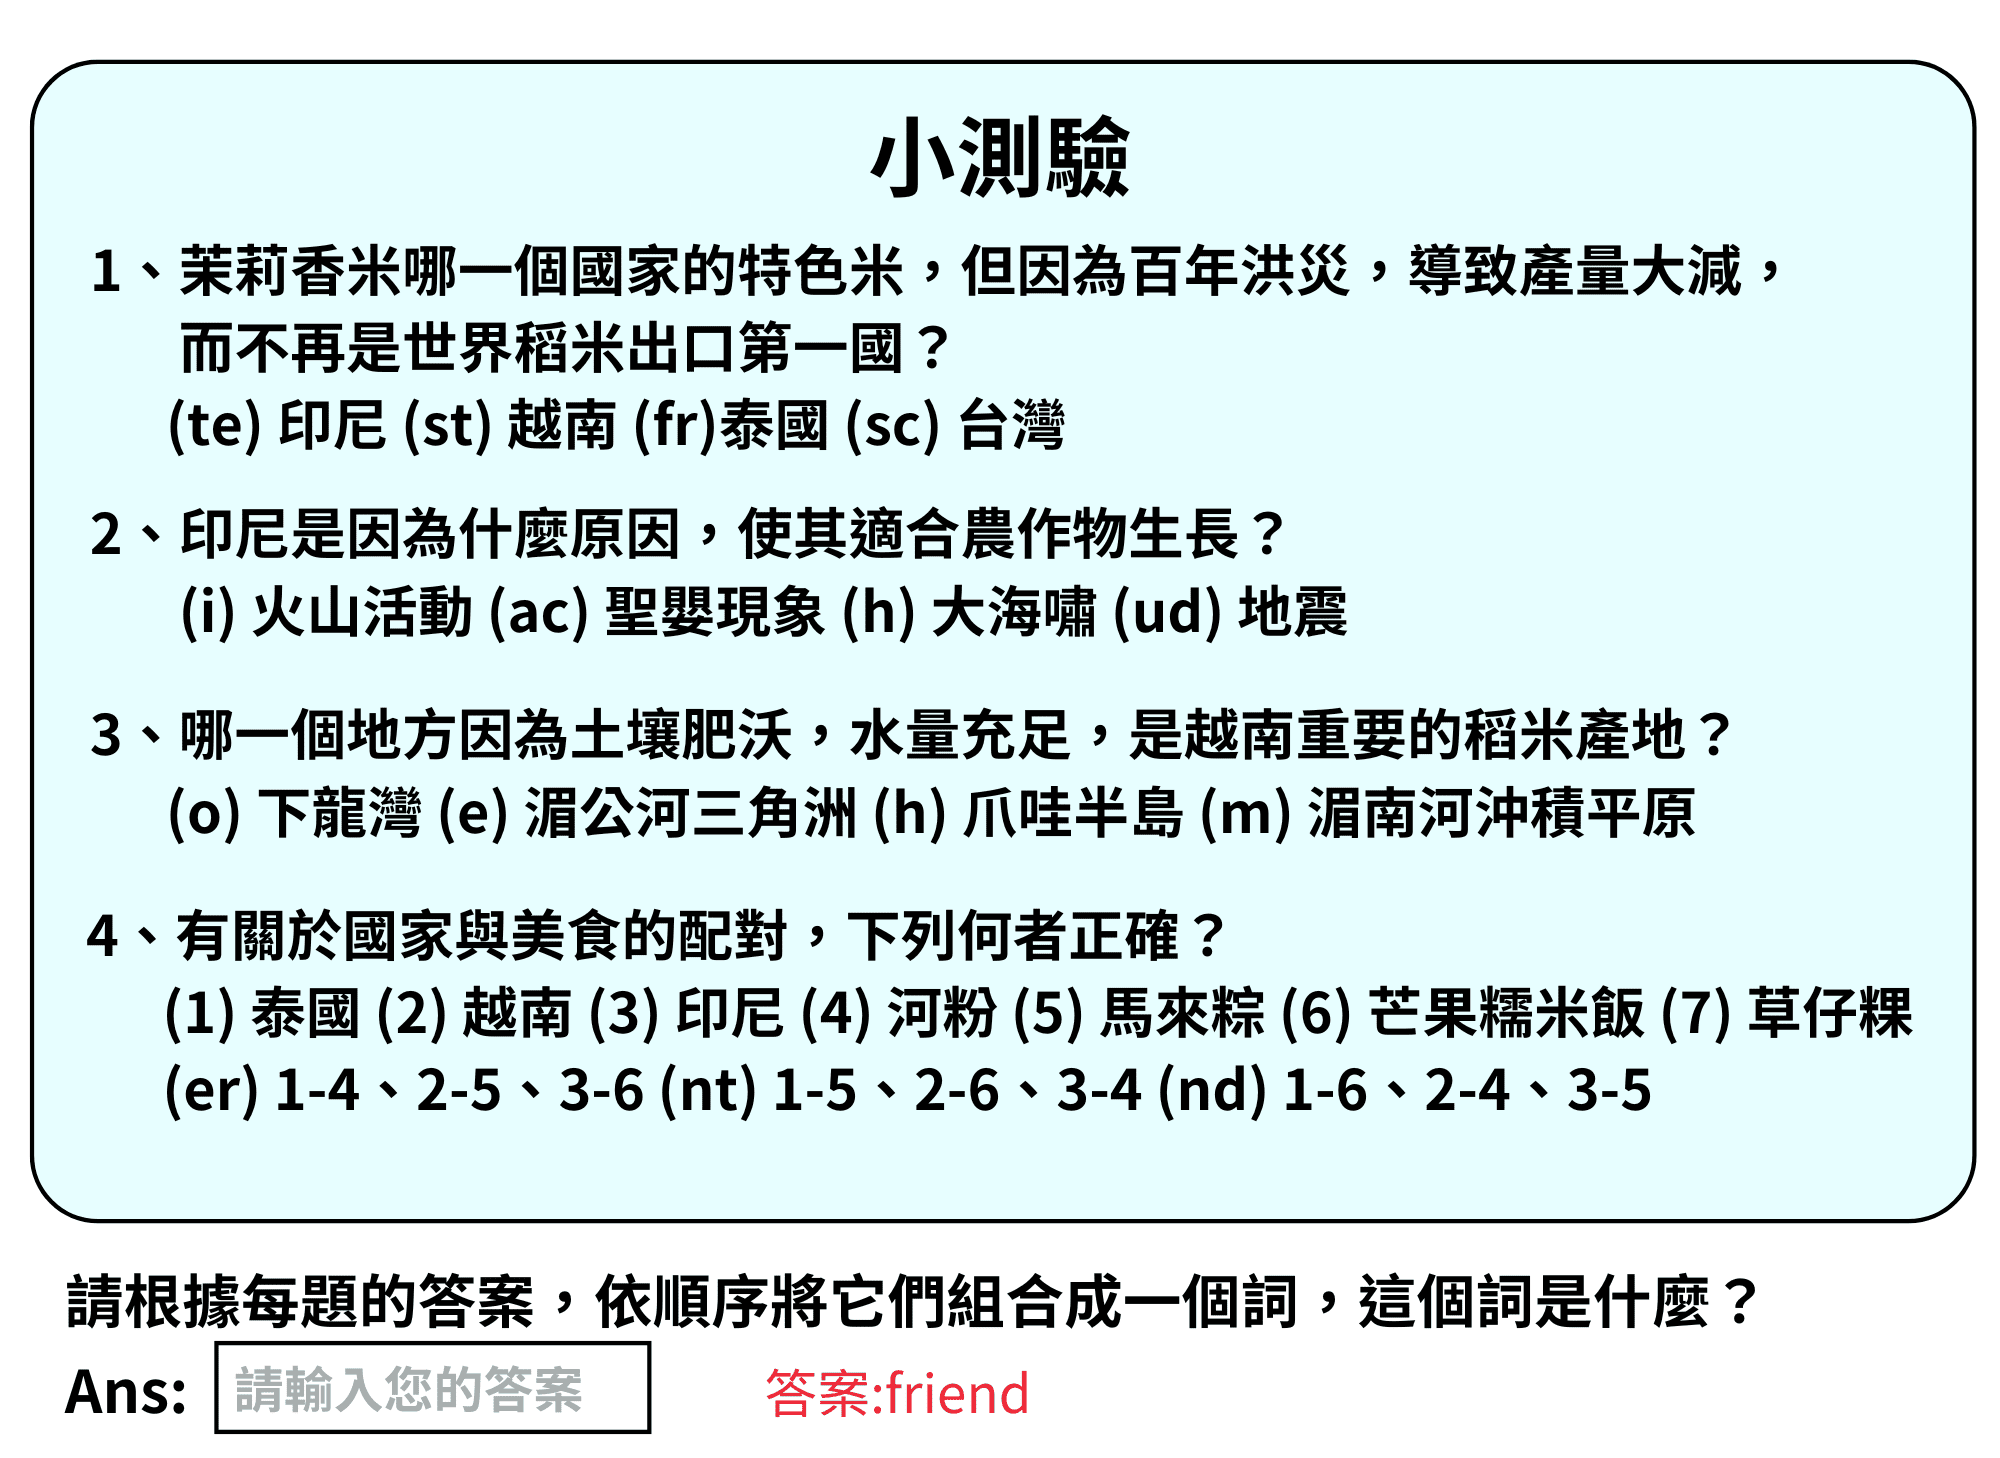 小測驗
1、茉莉香米哪一個國家的特色米，但因為百年洪災，導致產量大減，
而不再是世界稻米出口第一國？
(te) 印尼 (st) 越南 (fr)泰國 (sc) 台灣
2、印尼是因為什麼原因，使其適合農作物生長？
(i) 火山活動 (ac) 聖嬰現象 (h) 大海嘯 (ud) 地震
3、哪一個地方因為土壤肥沃，水量充足，是越南重要的稻米產地？
(o) 下龍灣 (e) 湄公河三角洲 (h) 爪哇半島 (m) 湄南河沖積平原
4、有關於國家與美食的配對，下列何者正確？
(1) 泰國 (2) 越南 (3) 印尼 (4) 河粉 (5) 馬來粽 (6) 芒果糯米飯 (7) 草仔粿
(er) 1-4、2-5、3-6 (nt) 1-5、2-6、3-4 (nd) 1-6、2-4、3-5
請根據每題的答案，依順序將它們組合成一個詞，這個詞是什麼？
Ans: 請輸入您的答案 答案:friend